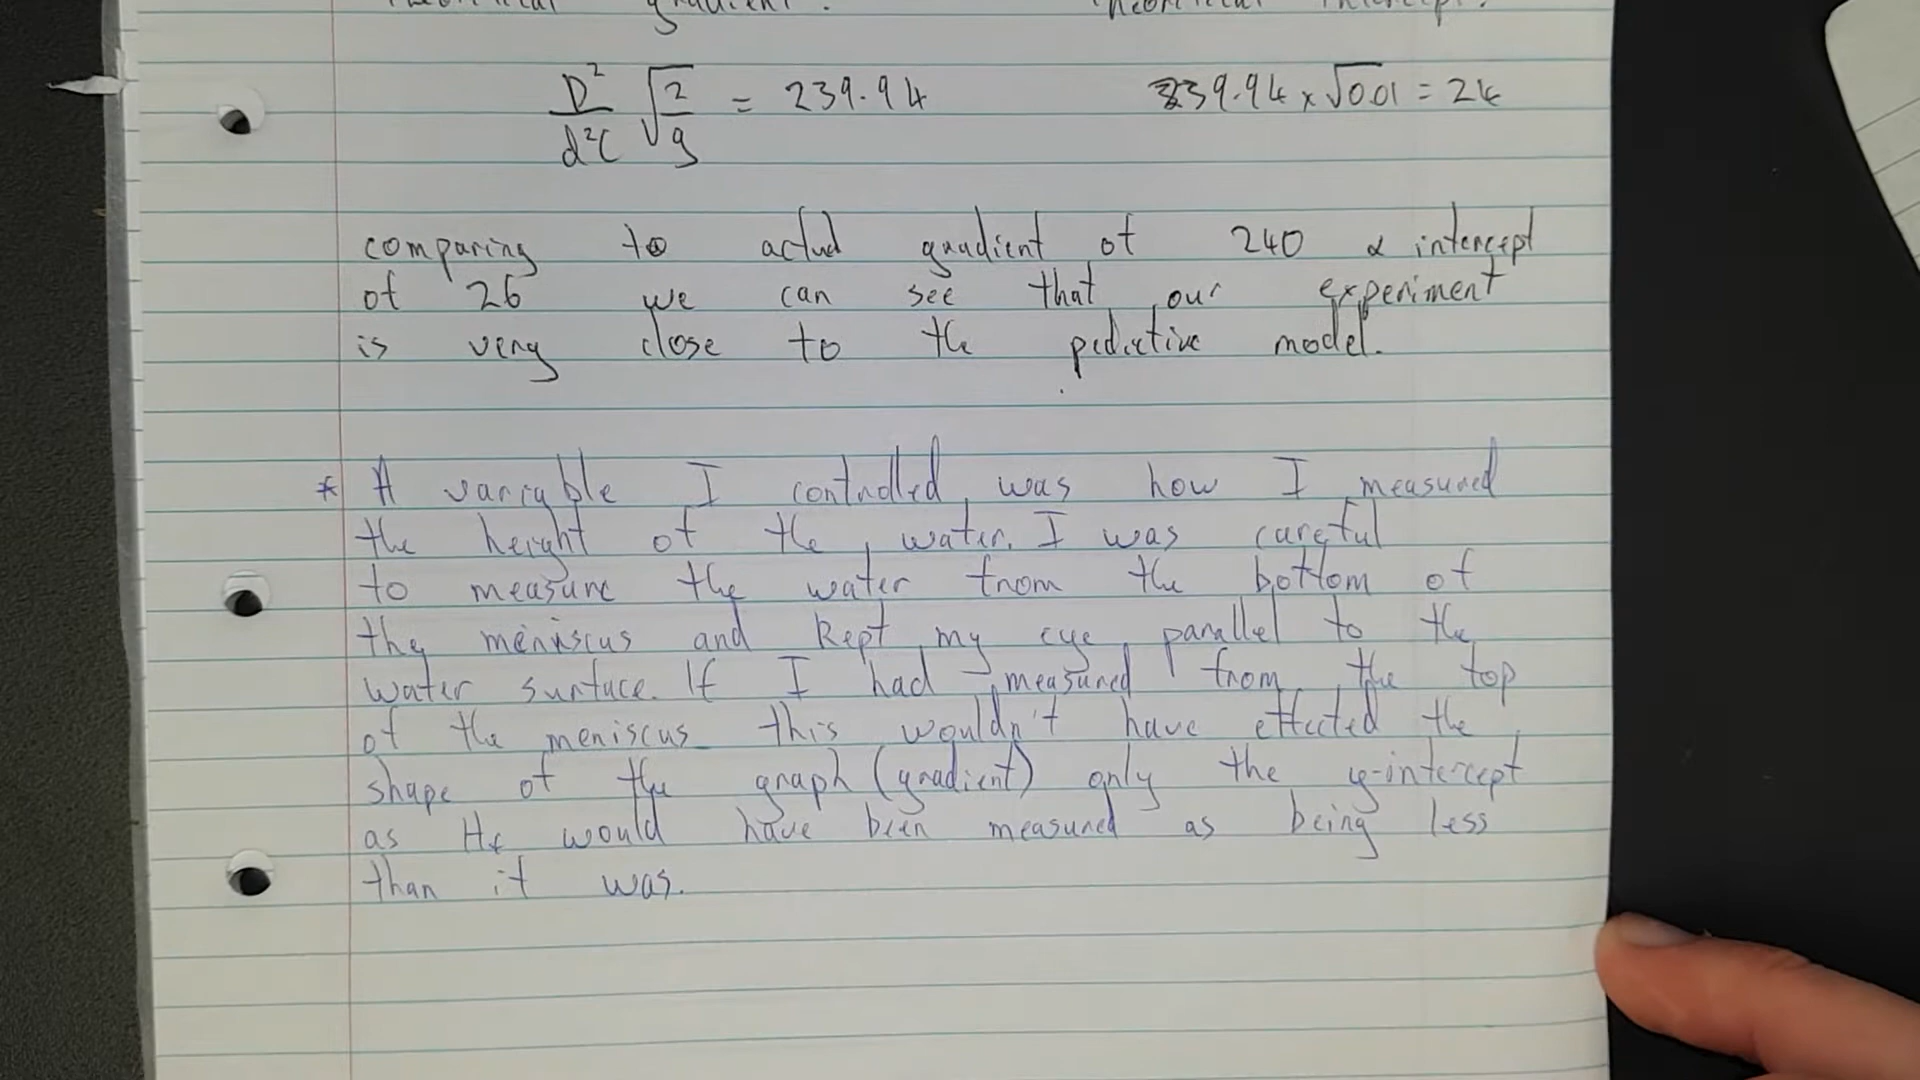 Theoretical gradient: Theoretical intercept:
D²/d²C √(2/g) = 239.94 239.94 × √0.01 = 24
comparing to actual gradient of 240 & intercept
of 26 we can see that our experiment
is very close to the pedictive model.
* A variable I controlled, was how I measured
the height of the water. I was careful
to measure the water from the bottom of
the meniscus and kept my eye parallel to the
water surface. If I had measured from the top
of the meniscus this wouldn't have effected the
shape of the graph (gradient) only the y-intercept
as Hf would have been measured as being less
than it was.